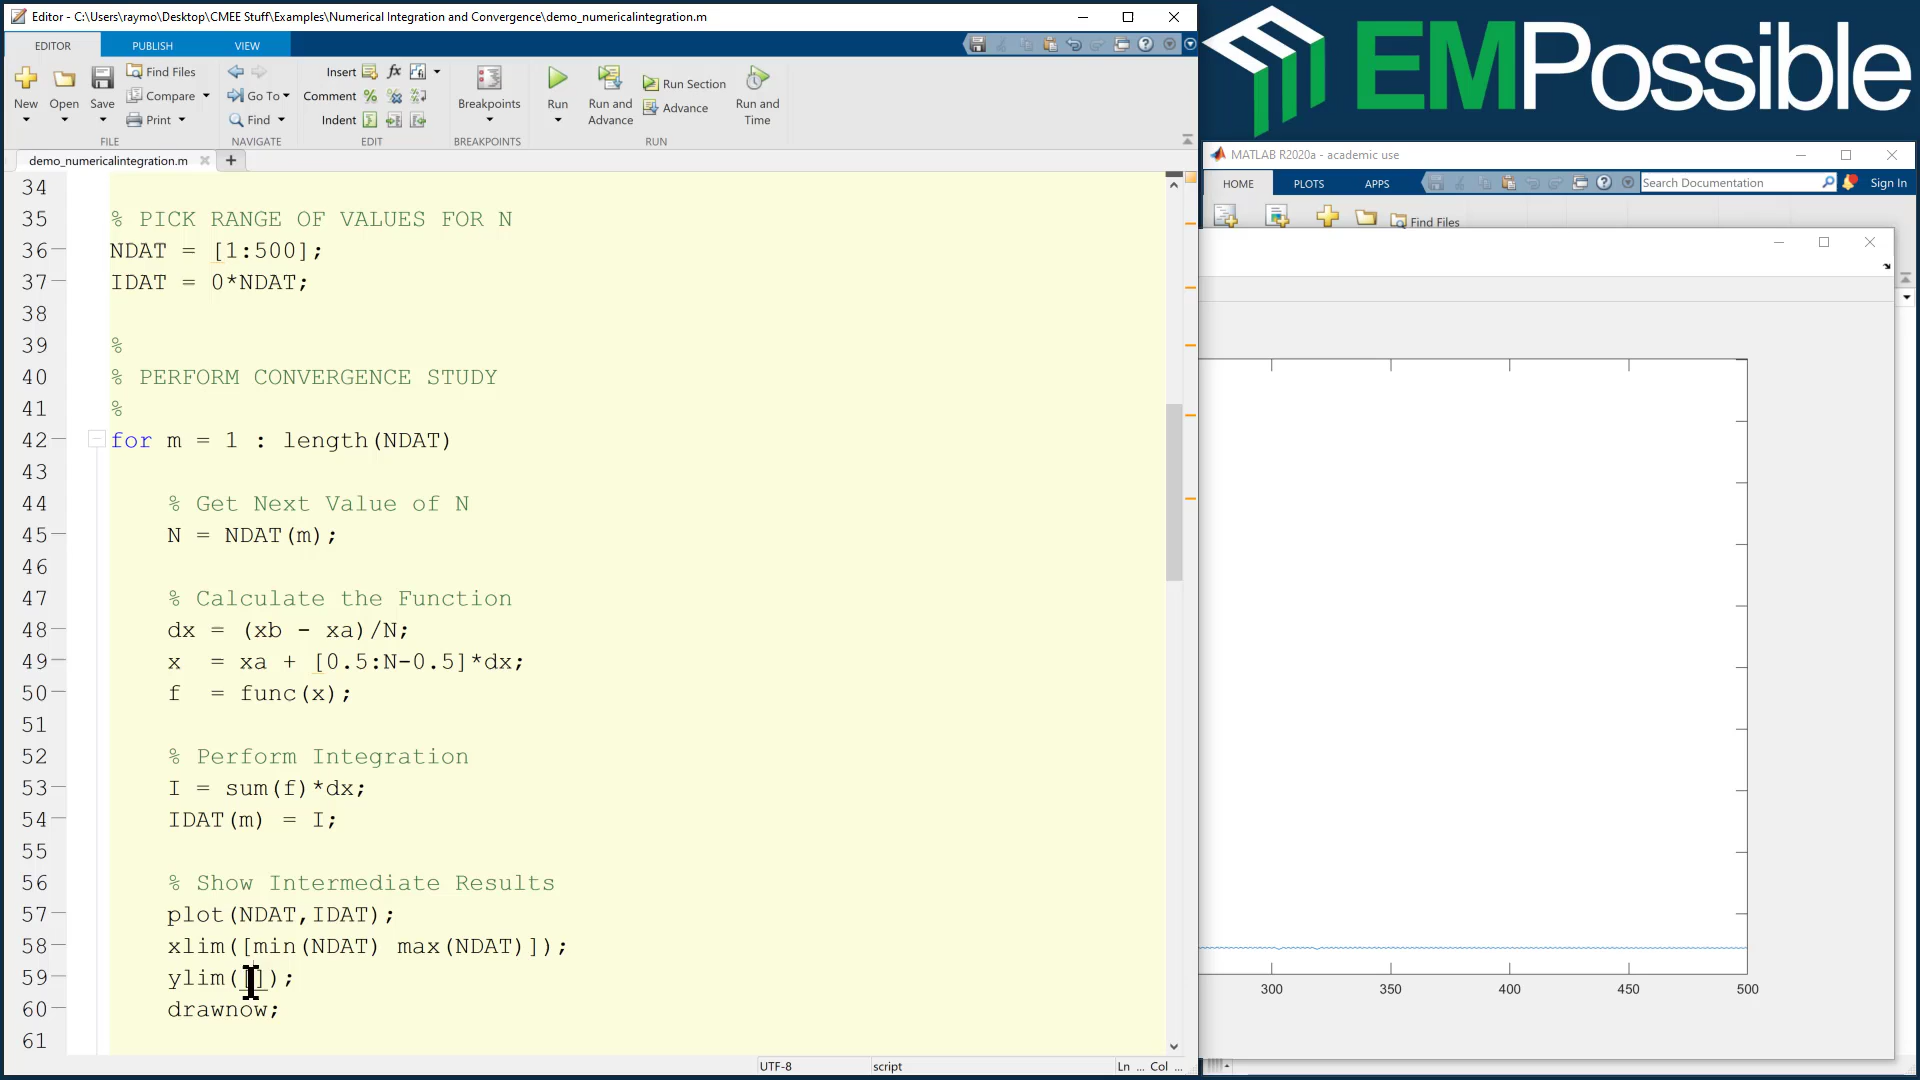 Editor - C:\Users\raymo\Desktop\CMEE Stuff\Examples\Numerical Integration and Convergence\demo_numericalintegration.m
EDITOR PUBLISH VIEW
New Open Save
Find Files
Compare
Print
FILE
Go To
Find
NAVIGATE
Insert fx
Comment
Indent
EDIT
Breakpoints
BREAKPOINTS
Run
Run and Advance
Run Section
Advance
Run and Time
RUN
demo_numericalintegration.m
34
35 % PICK RANGE OF VALUES FOR N
36 NDAT = [1:500];
37 IDAT = 0*NDAT;
38
39 %
40 % PERFORM CONVERGENCE STUDY
41 %
42 for m = 1 : length(NDAT)
43
44 % Get Next Value of N
45 N = NDAT(m);
46
47 % Calculate the Function
48 dx = (xb - xa)/N;
49 x = xa + [0.5:N-0.5]*dx;
50 f = func(x);
51
52 % Perform Integration
53 I = sum(f)*dx;
54 IDAT(m) = I;
55
56 % Show Intermediate Results
57 plot(NDAT,IDAT);
58 xlim([min(NDAT) max(NDAT)]);
59 ylim([]);
60 drawnow;
61
UTF-8 script Ln ... Col ...
EMPossible
MATLAB R2020a - academic use
HOME PLOTS APPS Search Documentation Sign In
Find Files
300 350 400 450 500